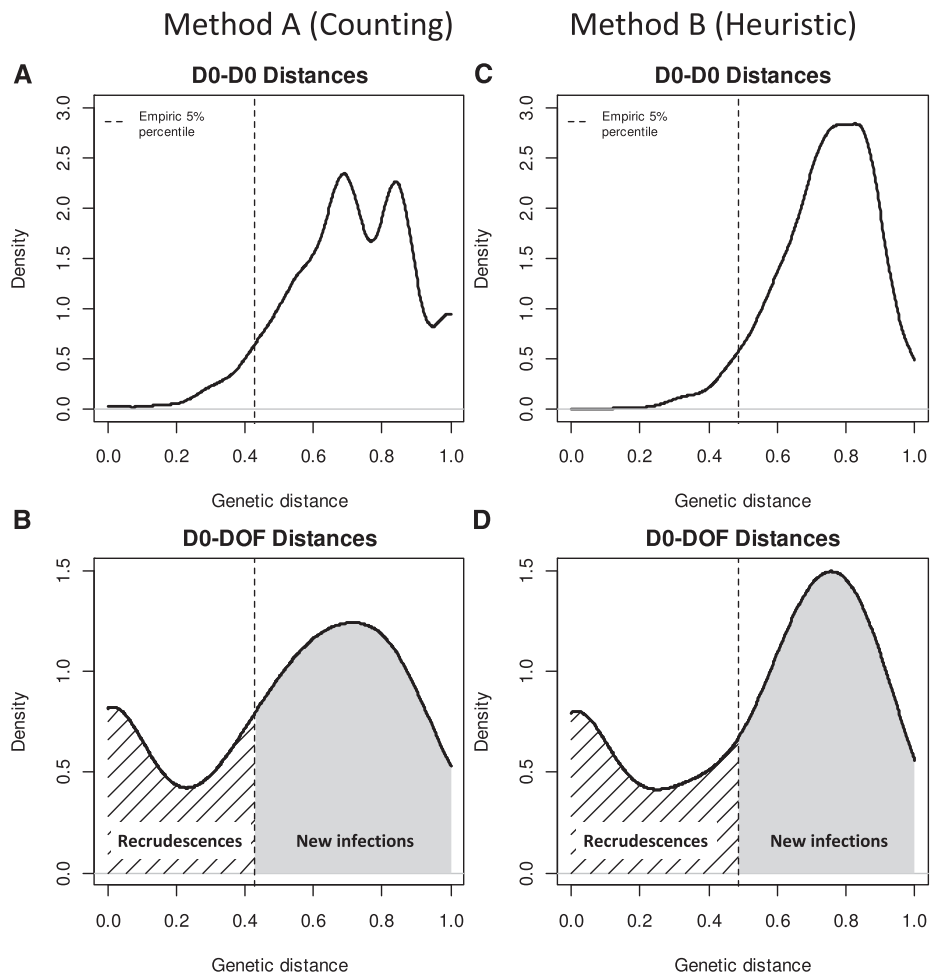 Method A (Counting)
Method B (Heuristic)
A
D0-D0 Distances
3.0
2.5
2.0
1.5
1.0
0.5
0.0
Density
Empiric 5%
percentile
0.0 0.2 0.4 0.6 0.8 1.0
Genetic distance
C
D0-D0 Distances
3.0
2.5
2.0
1.5
1.0
0.5
0.0
Density
Empiric 5%
percentile
0.0 0.2 0.4 0.6 0.8 1.0
Genetic distance
B
D0-DOF Distances
1.5
1.0
0.5
0.0
Density
Recrudescences
New infections
0.0 0.2 0.4 0.6 0.8 1.0
Genetic distance
D
D0-DOF Distances
1.5
1.0
0.5
0.0
Density
Recrudescences
New infections
0.0 0.2 0.4 0.6 0.8 1.0
Genetic distance